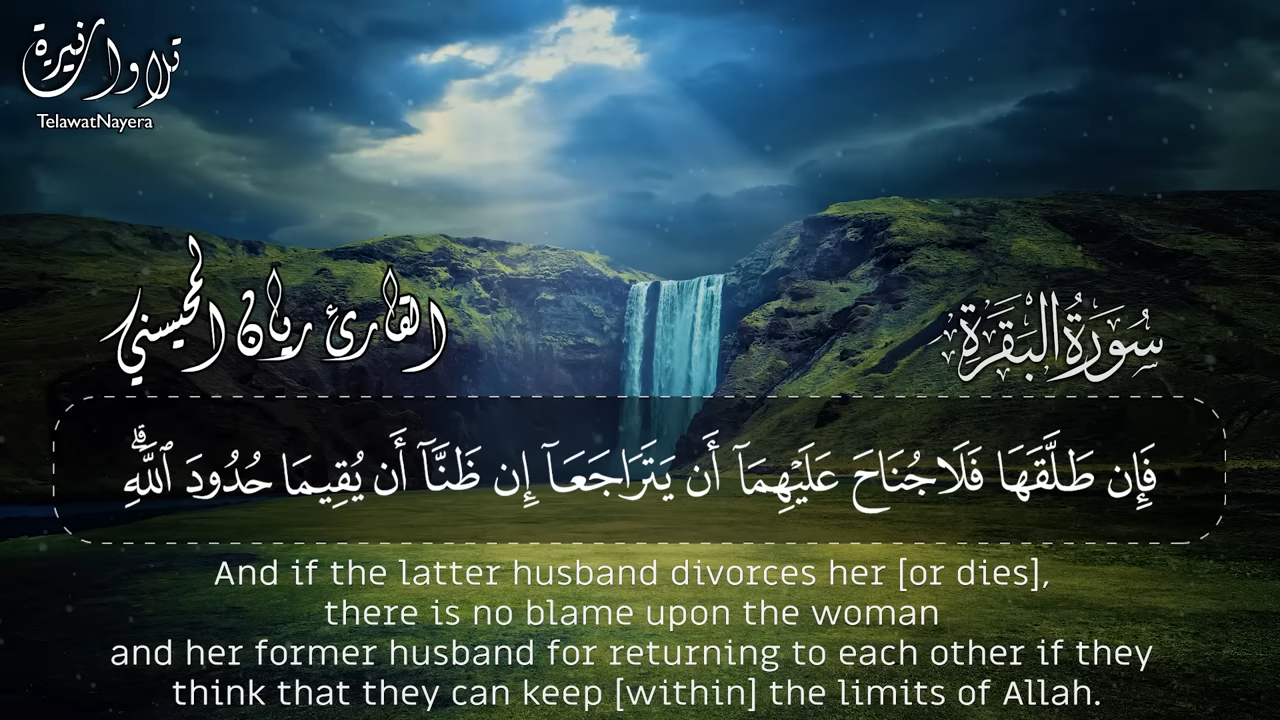 تلاوات نيرة
TelawatNayera
القارئ ريان المحيسني
سُورَةُ البَقَرَةِ
فَإِن طَلَّقَهَا فَلَا جُنَاحَ عَلَيْهِمَآ أَن يَتَرَاجَعَآ إِن ظَنَّآ أَن يُقِيمَا حُدُودَ ٱللَّهِۗ
And if the latter husband divorces her [or dies],
there is no blame upon the woman
and her former husband for returning to each other if they
think that they can keep [within] the limits of Allah.